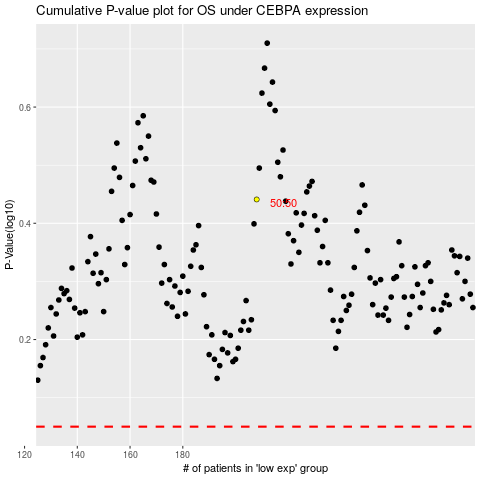 Cumulative P-value plot for OS under CEBPA expression
P-Value(log10)
0.6
0.4
0.2
50:50
120 130 140 160 180
# of patients in 'low exp' group